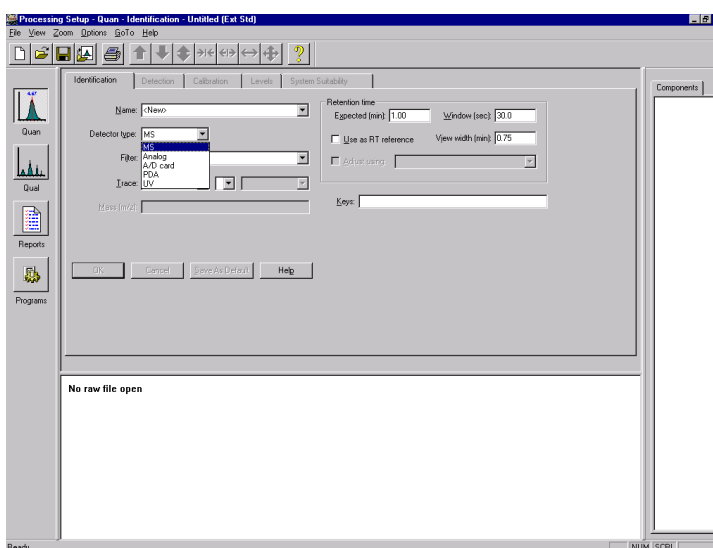 Processing Setup - Quan - Identification - Untitled (Ext Std)
File View Zoom Options GoTo Help
Identification Detection Calibration Levels System Suitability
Components
Name: <New>
Detector type: MS
MS
Analog
A/D card
PDA
UV
Filter:
Trace:
Mass (m/z):
Retention time
Expected (min): 1.00 Window (sec): 30.0
Use as RT reference View width (min): 0.75
Adjust using:
Keys:
OK Cancel Save As Default Help
Quan
Qual
Reports
Programs
No raw file open
Ready NUM SCRL